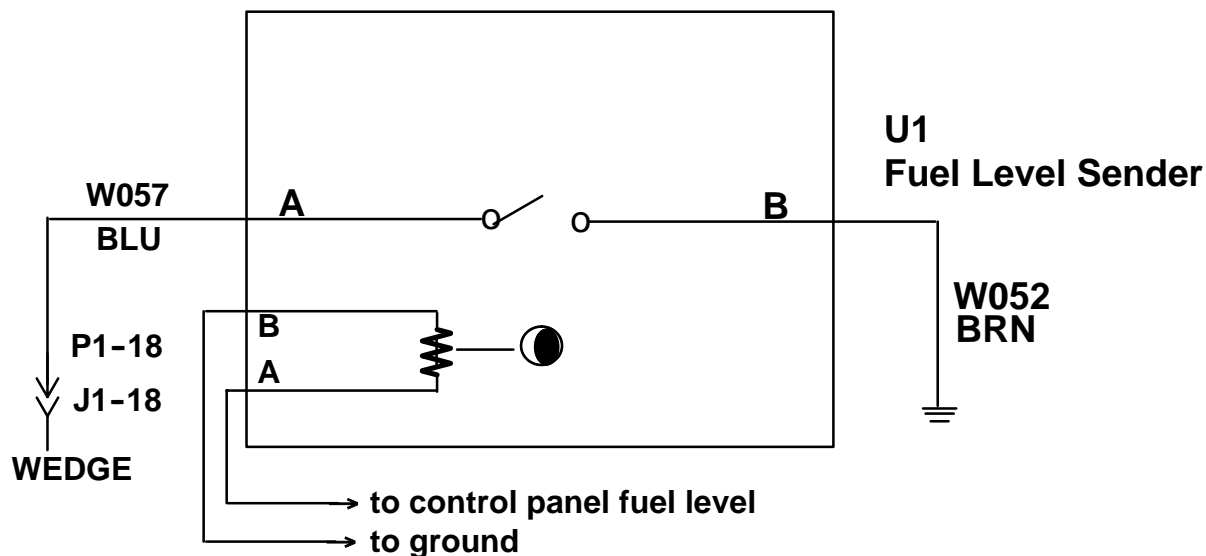 U1
Fuel Level Sender
W057
A
B
BLU
W052
BRN
B
P1-18
A
J1-18
WEDGE
to control panel fuel level
to ground